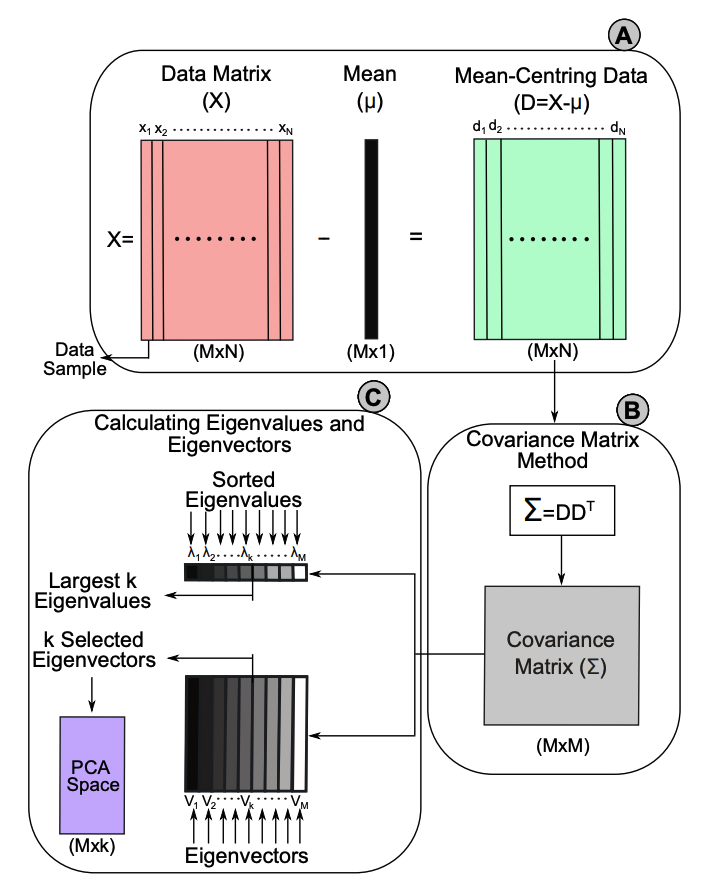 A
Data Matrix
(X)
Mean
(μ)
Mean-Centring Data
(D=X-μ)
x1 x2 ............... xN
d1 d2 ............... dN
X=
........
-
=
........
Data
Sample
(MxN)
(Mx1)
(MxN)
C
Calculating Eigenvalues and
Eigenvectors
Sorted
Eigenvalues
λ1 λ2 ..... λk ...... λM
Largest k
Eigenvalues
k Selected
Eigenvectors
PCA
Space
(Mxk)
V1 V2 ..... Vk ...... VM
Eigenvectors
B
Covariance Matrix
Method
Σ=DDᵀ
Covariance
Matrix (Σ)
(MxM)